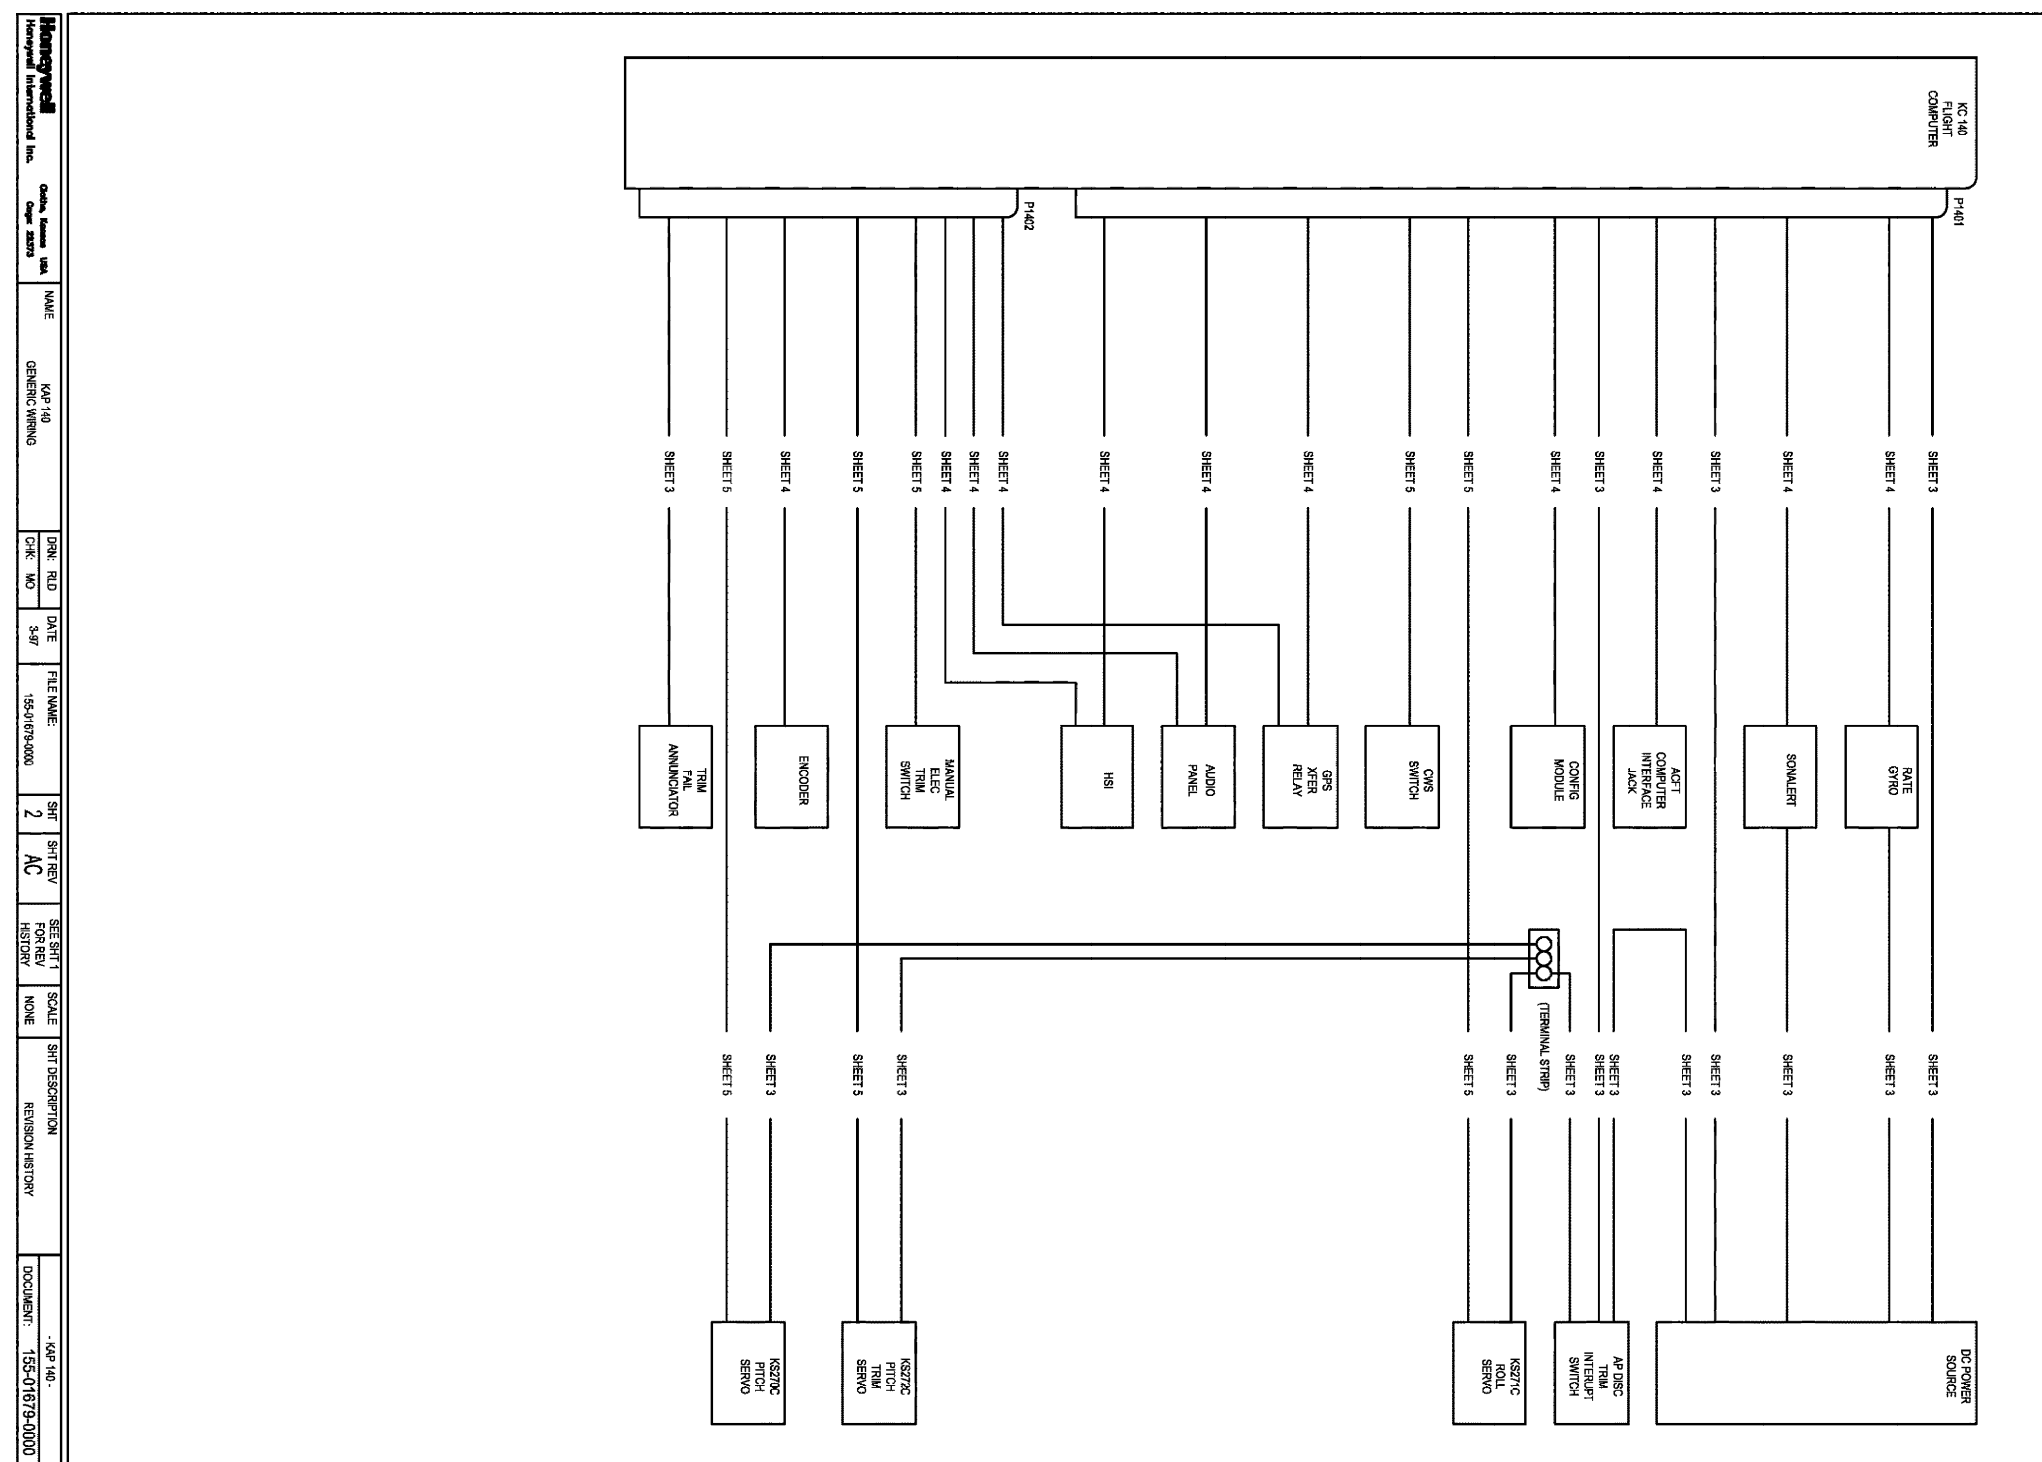 KC 140
FLIGHT
COMPUTER
P1401
P1402
SHEET 3
SHEET 4
SHEET 4
SHEET 3
SHEET 4
SHEET 3
SHEET 4
SHEET 5
SHEET 5
SHEET 4
SHEET 4
SHEET 4
SHEET 4
SHEET 4
SHEET 4
SHEET 5
SHEET 5
SHEET 4
SHEET 5
SHEET 3
RATE
GYRO
SONALERT
ACFT
COMPUTER
INTERFACE
JACK
CONFIG
MODULE
CWS
SWITCH
GPS
XFER
RELAY
AUDIO
PANEL
HSI
MANUAL
ELEC
TRIM
SWITCH
ENCODER
TRIM
FAIL
ANNUNCIATOR
(TERMINAL STRIP)
SHEET 3
SHEET 3
SHEET 3
SHEET 3
SHEET 3
SHEET 3
SHEET 3
SHEET 3
SHEET 3
SHEET 5
SHEET 3
SHEET 5
SHEET 3
SHEET 5
DC POWER
SOURCE
AP DISC
TRIM
INTERUPT
SWITCH
KS271C
ROLL
SERVO
KS272C
PITCH
TRIM
SERVO
KS270C
PITCH
SERVO
Honeywell
Honeywell International Inc.
Olathe, Kansas USA
Cage: 22373
NAME
KAP 140
GENERIC WIRING
DRN: RLD
CHK: MO
DATE
3-97
FILE NAME:
155-01679-0000
SHT
2
SHT REV
AC
SEE SHT 1
FOR REV
HISTORY
SCALE
NONE
SHT DESCRIPTION
REVISION HISTORY
- KAP 140 -
DOCUMENT: 155-01679-0000